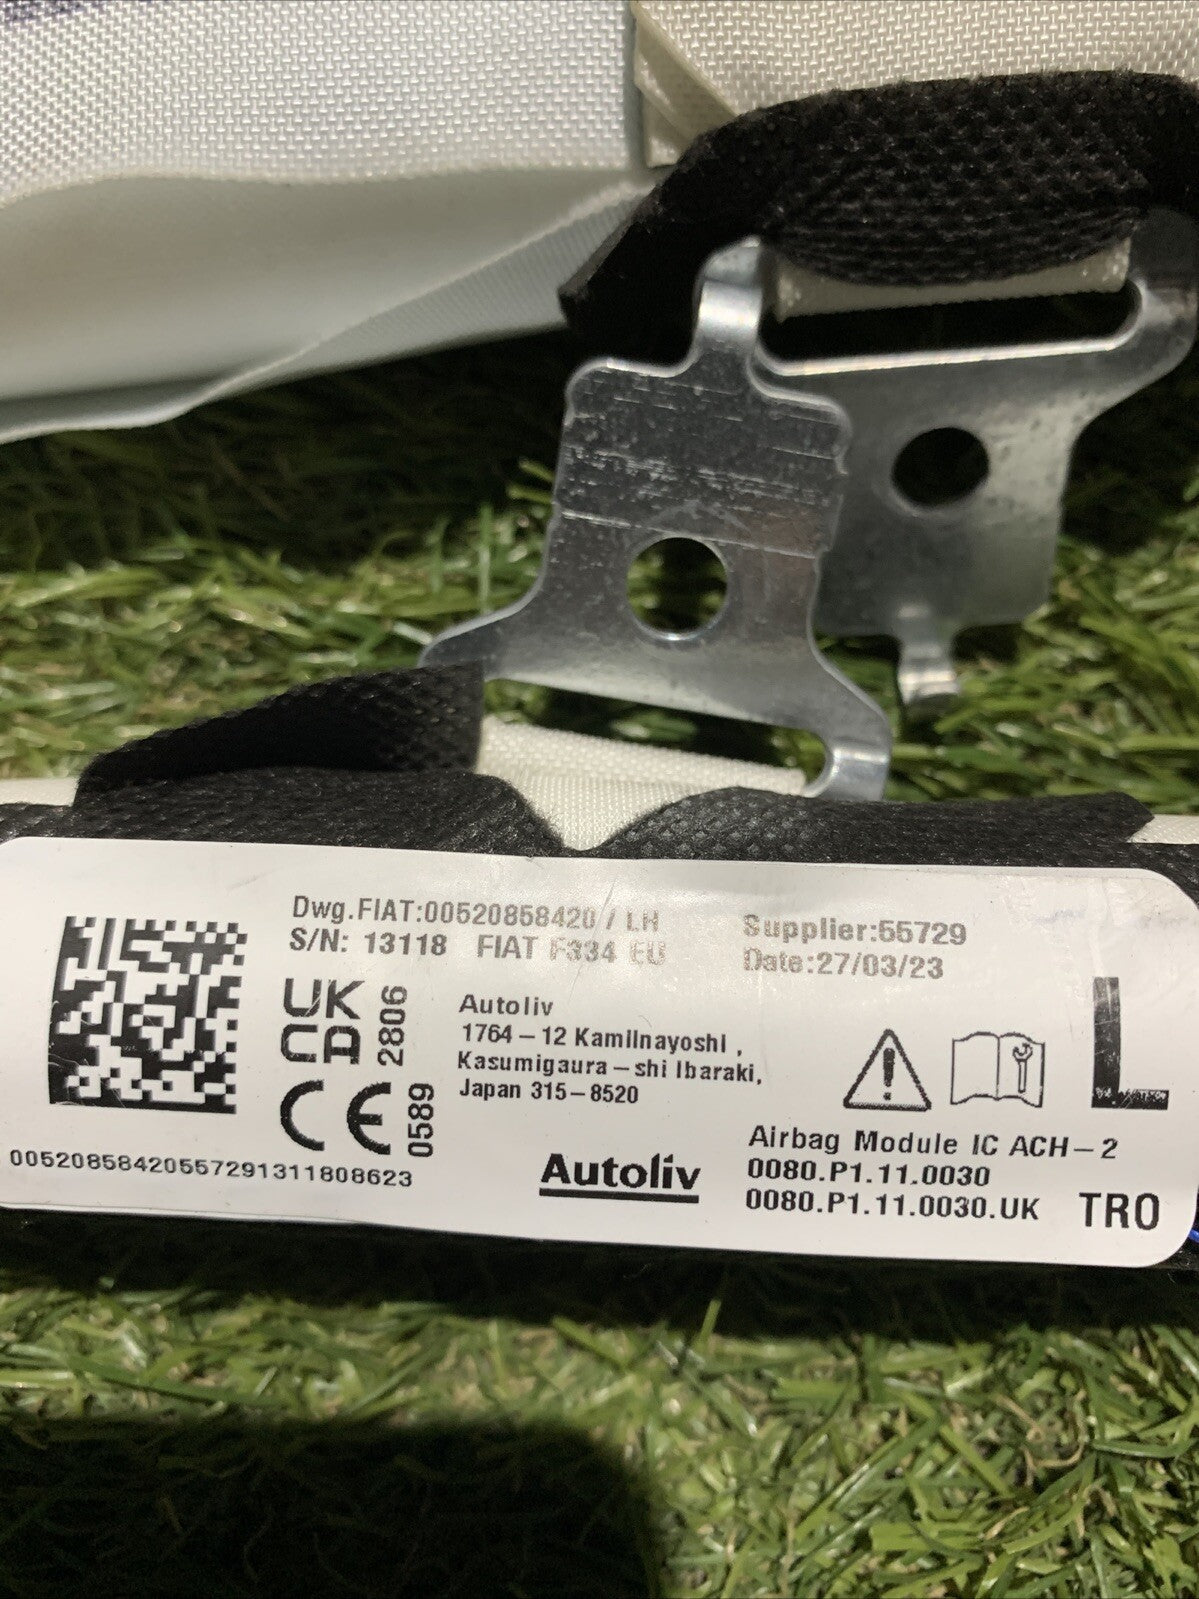 Dwg.FIAT:00520858420 / LH
S/N: 13118 FIAT F334 EU
Supplier:55729
Date:27/03/23
UK
CA
2806
CE
0589
Autoliv
1764-12 Kamilnayoshi ,
Kasumigaura-shi Ibaraki,
Japan 315-8520
L
00520858420557291311808623
Autoliv
Airbag Module IC ACH-2
0080.P1.11.0030
0080.P1.11.0030.UK
TRO